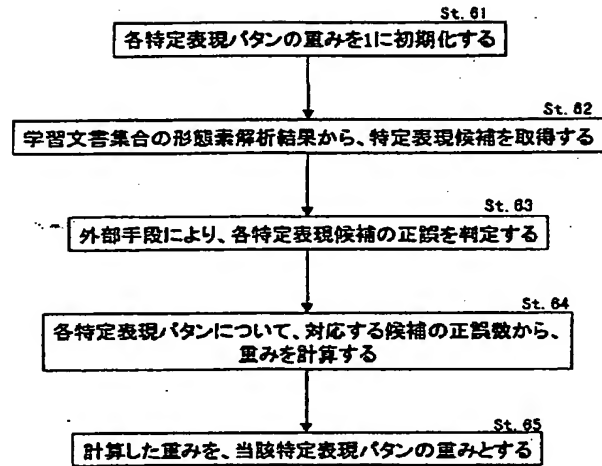 St. 61
各特定表現パタンの重みを1に初期化する
St. 62
学習文書集合の形態素解析結果から、特定表現候補を取得する
St. 63
外部手段により、各特定表現候補の正誤を判定する
St. 64
各特定表現パタンについて、対応する候補の正誤数から、
重みを計算する
St. 65
計算した重みを、当該特定表現パタンの重みとする